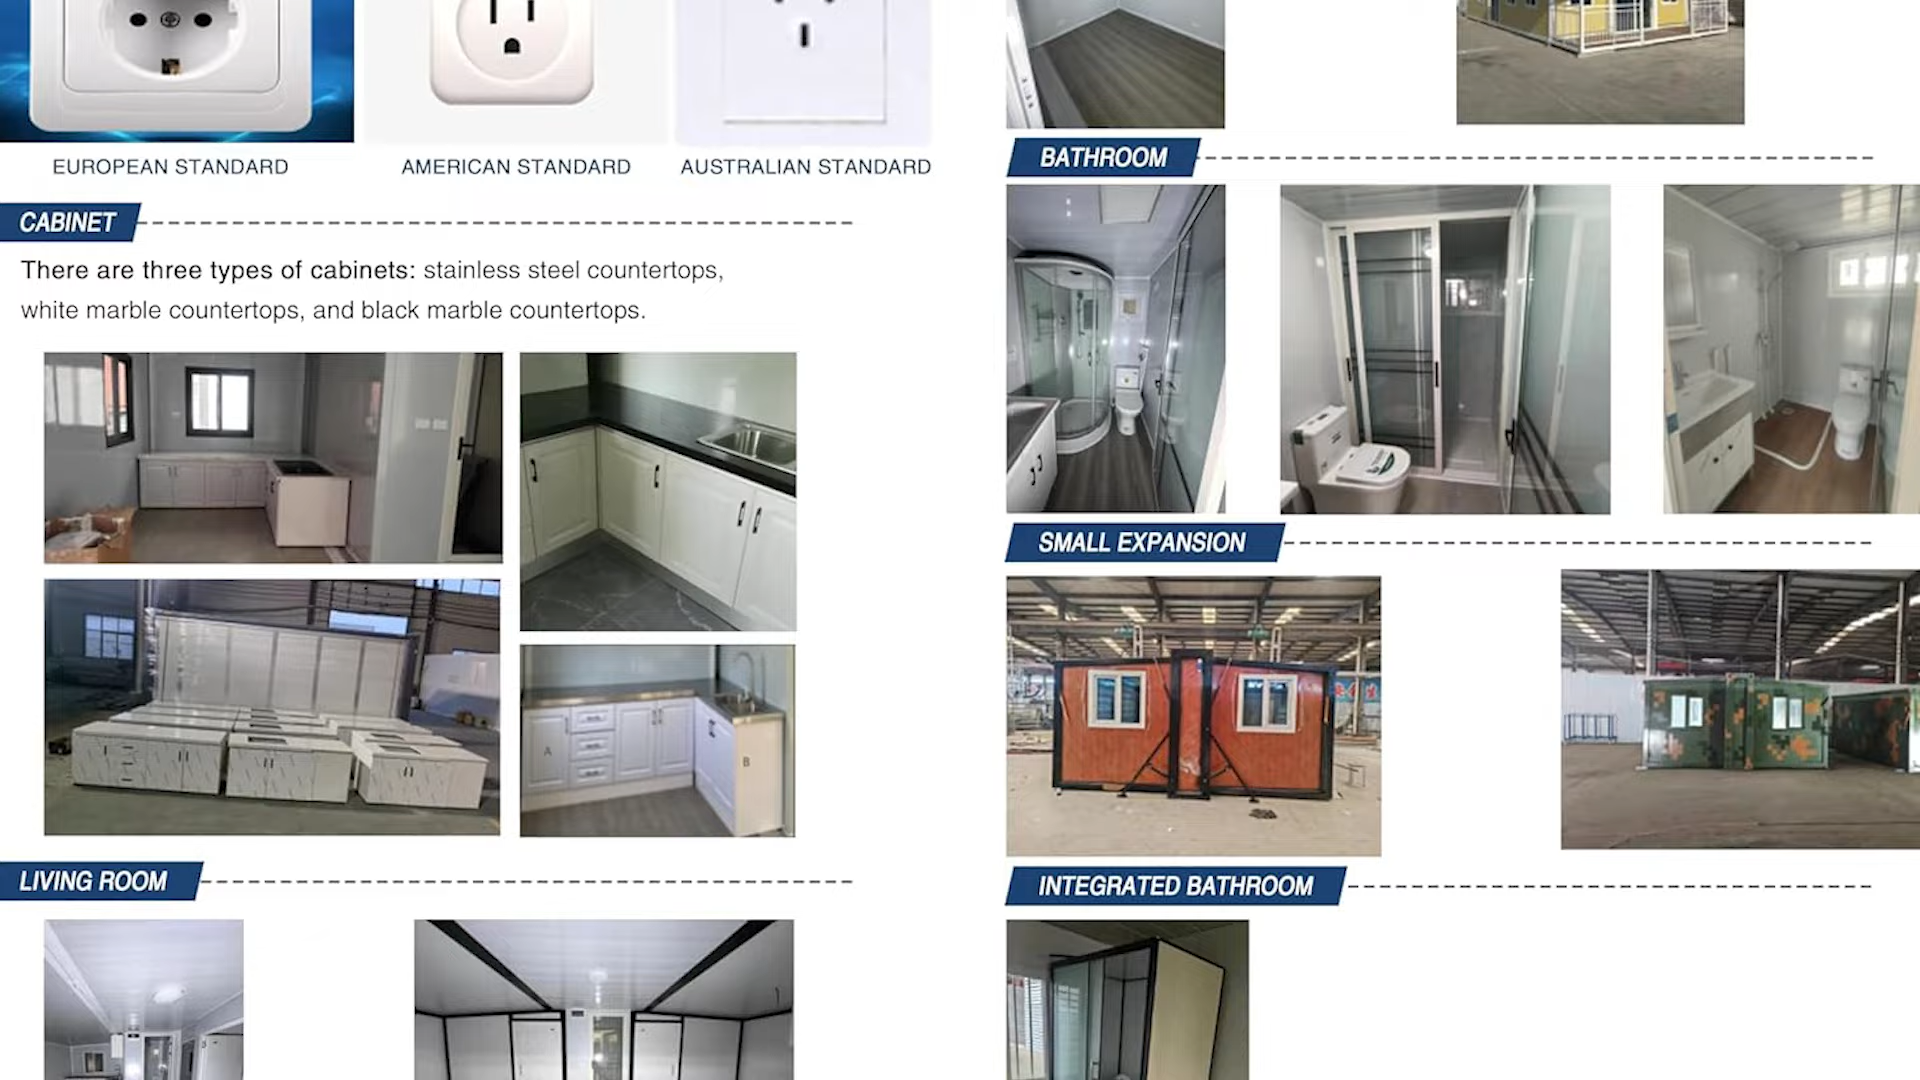 EUROPEAN STANDARD
AMERICAN STANDARD
AUSTRALIAN STANDARD
CABINET
There are three types of cabinets: stainless steel countertops,
white marble countertops, and black marble countertops.
A
B
LIVING ROOM
BATHROOM
SMALL EXPANSION
INTEGRATED BATHROOM